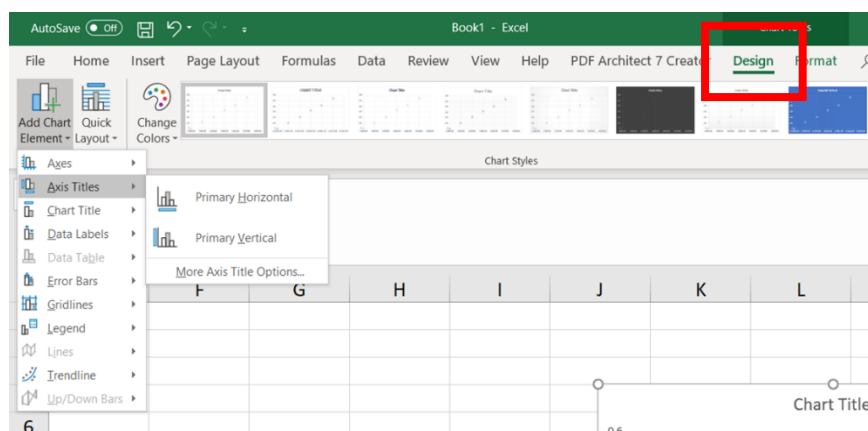 AutoSave Off Book1 - Excel
File Home Insert Page Layout Formulas Data Review View Help PDF Architect 7 Creator Design Format
Add Chart Element Quick Layout Change Colors
Chart Styles
Axes
Axis Titles
Chart Title
Data Labels
Data Table
Error Bars
Gridlines
Legend
Lines
Trendline
Up/Down Bars
Primary Horizontal
Primary Vertical
More Axis Title Options...
F G H I J K L
Chart Title
0.6
6